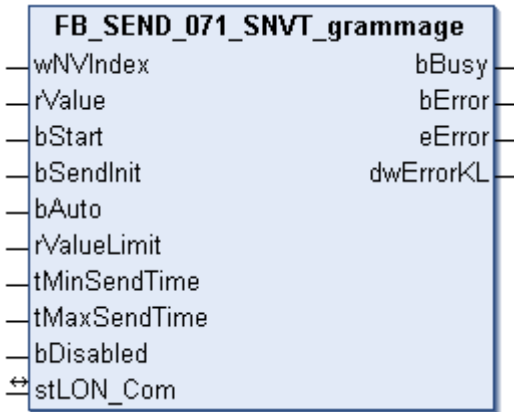 FB_SEND_071_SNVT_grammage
wNVIndex bBusy
rValue bError
bStart eError
bSendInit dwErrorKL
bAuto
rValueLimit
tMinSendTime
tMaxSendTime
bDisabled
stLON_Com